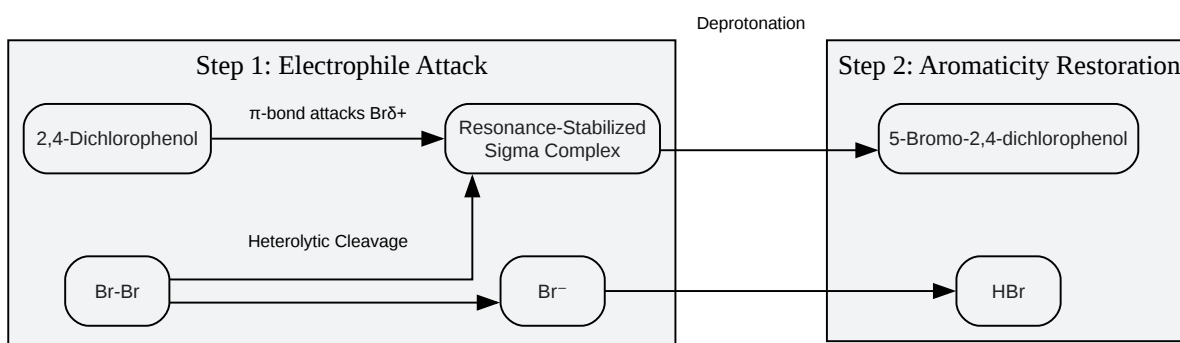 Deprotonation
Step 1: Electrophile Attack
2,4-Dichlorophenol
π-bond attacks Brδ+
Resonance-Stabilized
Sigma Complex
Heterolytic Cleavage
Br-Br
Br⁻
Step 2: Aromaticity Restoration
5-Bromo-2,4-dichlorophenol
HBr